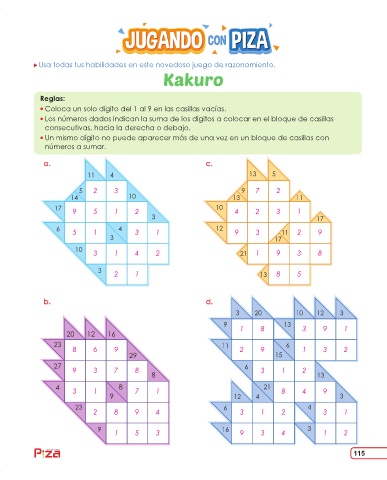 JUGANDO CON PIZA
▸ Usa todas tus habilidades en este novedoso juego de razonamiento.
Kakuro
Reglas:
• Coloca un solo dígito del 1 al 9 en las casillas vacías.
• Los números dados indican la suma de los dígitos a colocar en el bloque de casillas
consecutivas, hacia la derecha o debajo.
• Un mismo dígito no puede aparecer más de una vez en un bloque de casillas con
números a sumar.
a.
11 4
5 2 3
14 10
17 9 5 1 2
3
6 5 1 4 3 1
3
10 3 1 4 2
3 2 1
c.
13 5
9 7 2
13 11
10 4 2 3 1
17
12 9 3 11 2 9
17
21 1 9 3 8
13 8 5
b.
20 12 16
23 8 6 9
29
27 9 3 7 8
8
4 3 1 8 7 1
9
23 2 8 9 4
9 1 5 3
d.
3 20 10 12 3
9 1 8 13 3 9 1
11 2 9 6 1 3 2
15
6 3 1 2
13
21 8 4 9
12 4 3
6 3 1 2 4 3 1
16 9 3 4 3 1 2
Piza
115